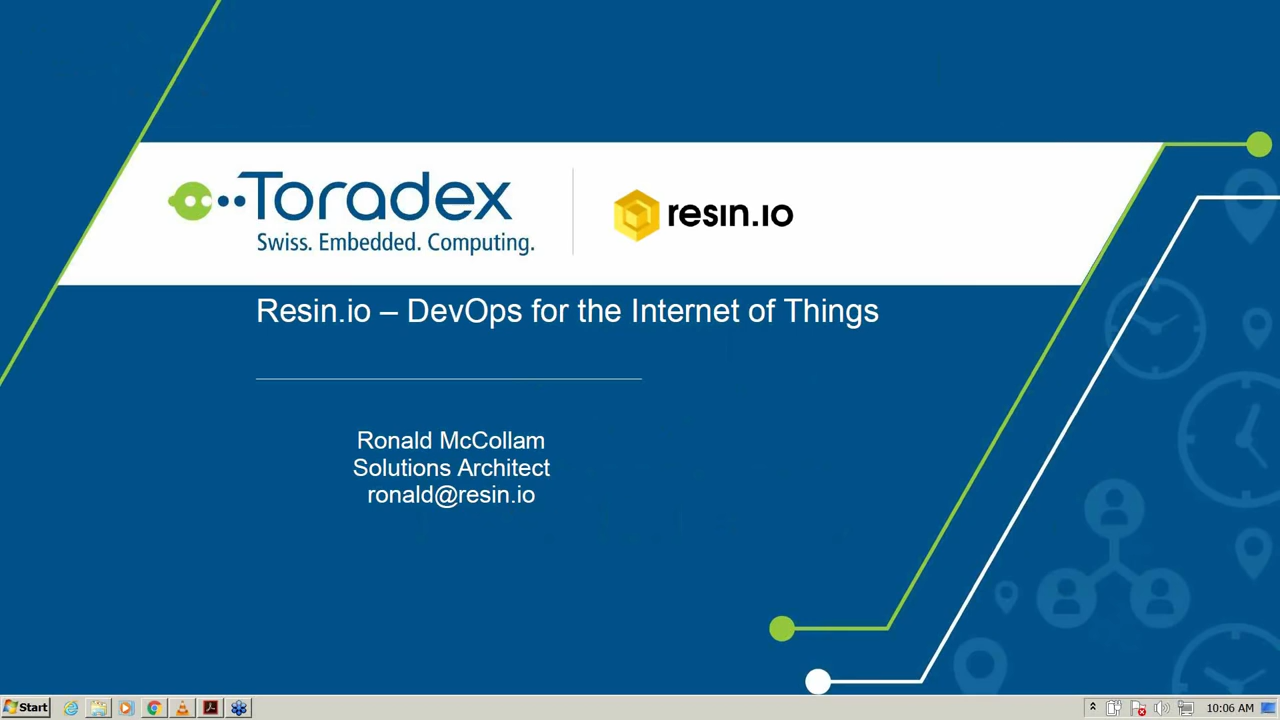 Toradex
Swiss. Embedded. Computing.
resin.io
Resin.io – DevOps for the Internet of Things
Ronald McCollam
Solutions Architect
ronald@resin.io
Start
10:06 AM